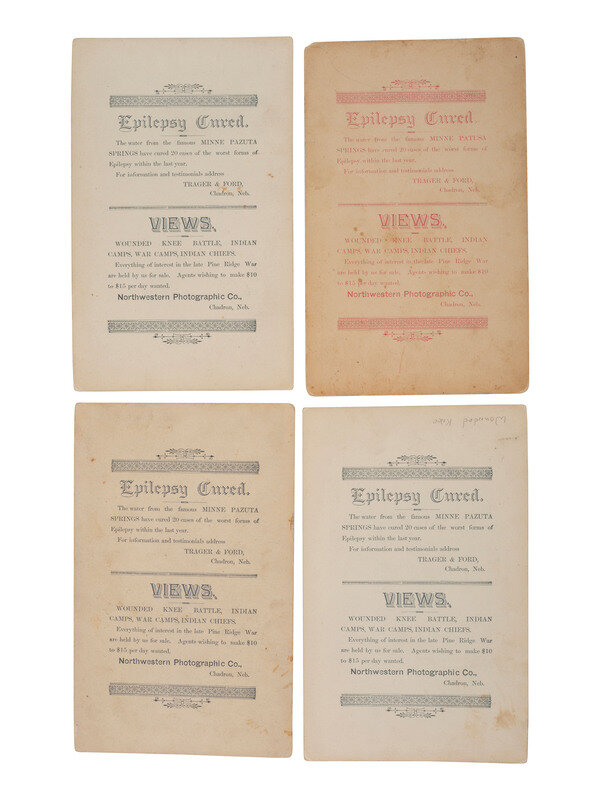 Epilepsy Cured.
The water from the famous MINNE PAZUTA
SPRINGS have cured 20 cases of the worst forms of
Epilepsy within the last year.
For information and testimonials address
TRAGER & FORD,
Chadron, Neb.
VIEWS.
WOUNDED KNEE BATTLE, INDIAN
CAMPS, WAR CAMPS, INDIAN CHIEFS.
Everything of interest in the late Pine Ridge War
are held by us for sale. Agents wishing to make $10
to $15 per day wanted.
Northwestern Photographic Co.,
Chadron, Neb.
Epilepsy Cured.
The water from the famous MINNE PATUSA
SPRINGS have cured 20 cases of the worst forms of
Epilepsy within the last year.
For information and testimonials address
TRAGER & FORD,
Chadron, Neb.
VIEWS.
WOUNDED KNEE BATTLE, INDIAN
CAMPS, WAR CAMPS, INDIAN CHIEFS.
Everything of interest in the late Pine Ridge War
are held by us for sale. Agents wishing to make $10
to $15 per day wanted.
Northwestern Photographic Co.,
Chadron, Neb.
Epilepsy Cured.
The water from the famous MINNE PAZUTA
SPRINGS have cured 20 cases of the worst forms of
Epilepsy within the last year.
For information and testimonials address
TRAGER & FORD,
Chadron, Neb.
VIEWS.
WOUNDED KNEE BATTLE, INDIAN
CAMPS, WAR CAMPS, INDIAN CHIEFS.
Everything of interest in the late Pine Ridge War
are held by us for sale. Agents wishing to make $10
to $15 per day wanted.
Northwestern Photographic Co.,
Chadron, Neb.
Wounded Knee
Epilepsy Cured.
The water from the famous MINNE PAZUTA
SPRINGS have cured 20 cases of the worst forms of
Epilepsy within the last year.
For information and testimonials address
TRAGER & FORD,
Chadron, Neb.
VIEWS.
WOUNDED KNEE BATTLE, INDIAN
CAMPS, WAR CAMPS, INDIAN CHIEFS.
Everything of interest in the late Pine Ridge War
are held by us for sale. Agents wishing to make $10
to $15 per day wanted.
Northwestern Photographic Co.,
Chadron, Neb.